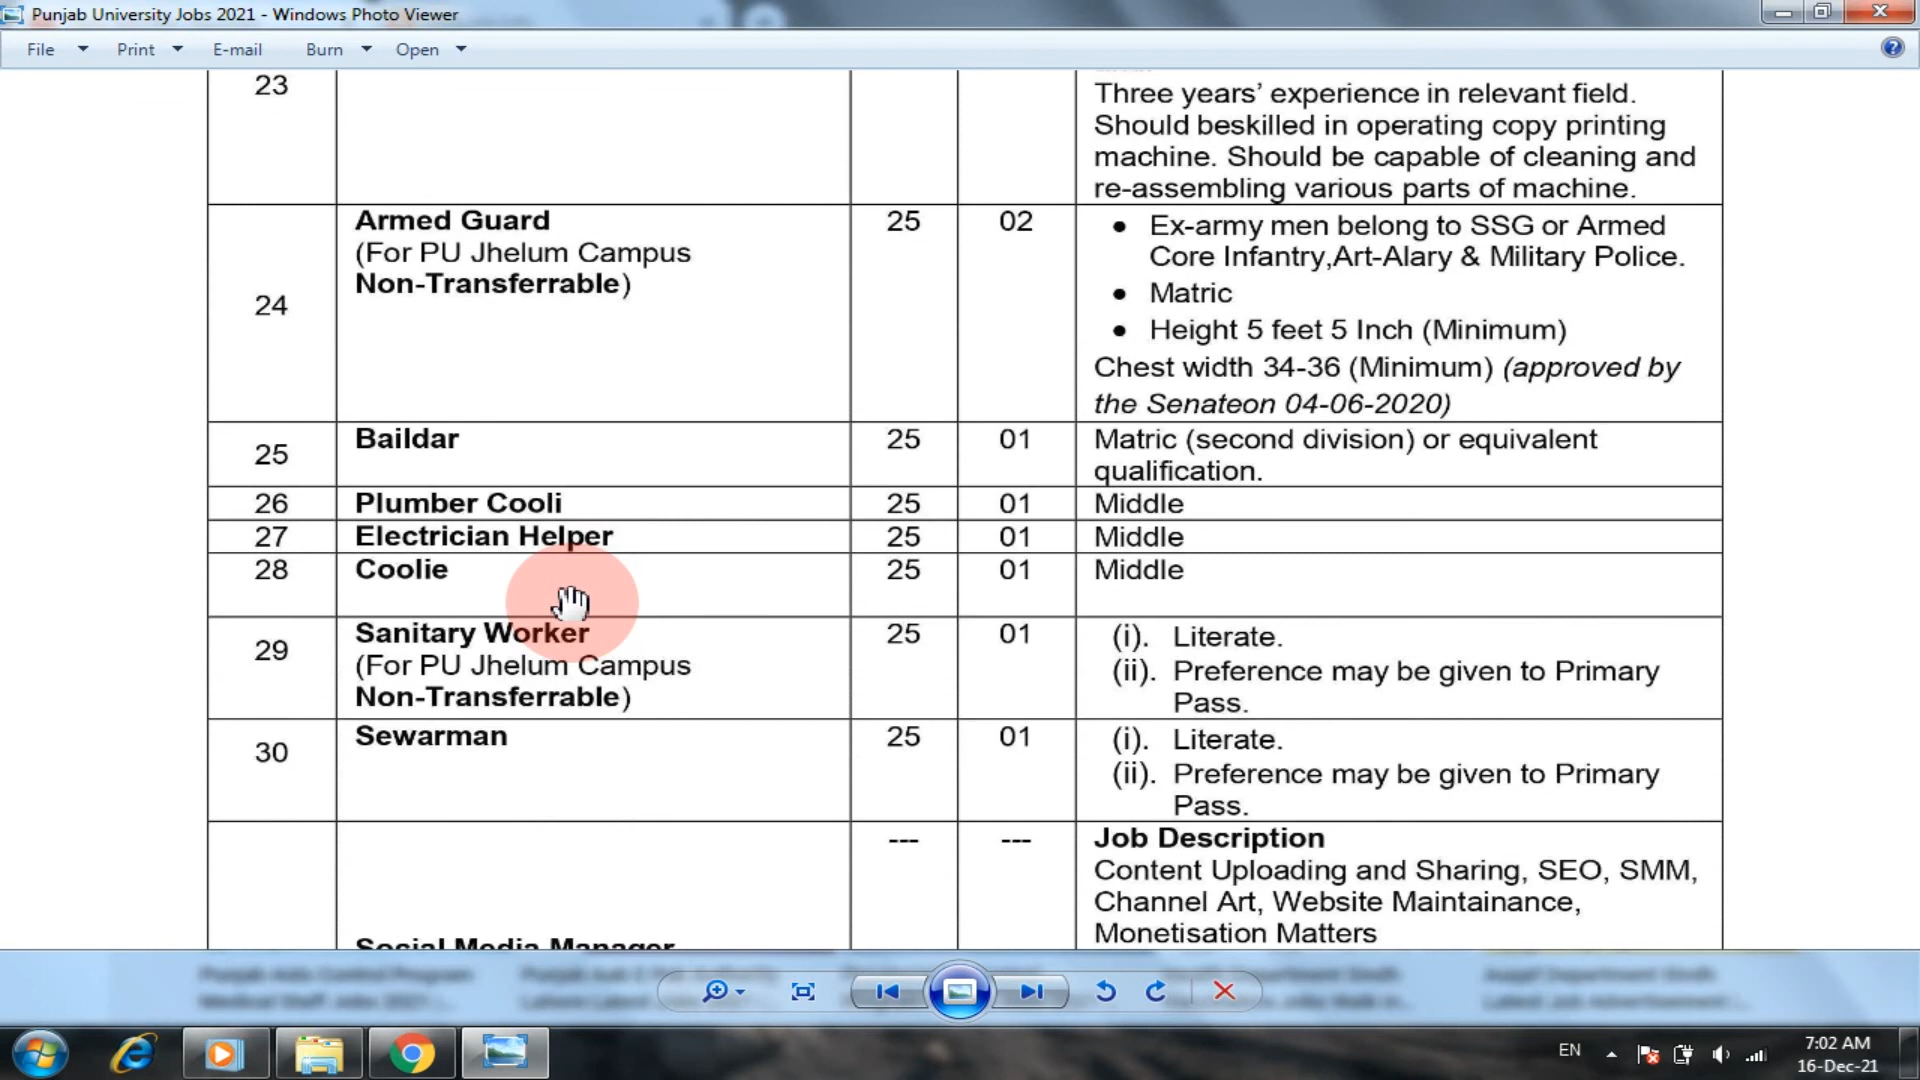 Punjab University Jobs 2021 - Windows Photo Viewer
File Print E-mail Burn Open
23
Three years’ experience in relevant field.
Should beskilled in operating copy printing
machine. Should be capable of cleaning and
re-assembling various parts of machine.
24
Armed Guard
(For PU Jhelum Campus
Non-Transferrable)
25
02
Ex-army men belong to SSG or Armed
Core Infantry,Art-Alary & Military Police.
Matric
Height 5 feet 5 Inch (Minimum)
Chest width 34-36 (Minimum) (approved by
the Senateon 04-06-2020)
25
Baildar
25
01
Matric (second division) or equivalent
qualification.
26 Plumber Cooli 25 01 Middle
27 Electrician Helper 25 01 Middle
28 Coolie 25 01 Middle
29
Sanitary Worker
(For PU Jhelum Campus
Non-Transferrable)
25
01
(i). Literate.
(ii). Preference may be given to Primary
Pass.
30
Sewarman
25
01
(i). Literate.
(ii). Preference may be given to Primary
Pass.
Social Media Manager
---
---
Job Description
Content Uploading and Sharing, SEO, SMM,
Channel Art, Website Maintainance,
Monetisation Matters
EN
7:02 AM
16-Dec-21